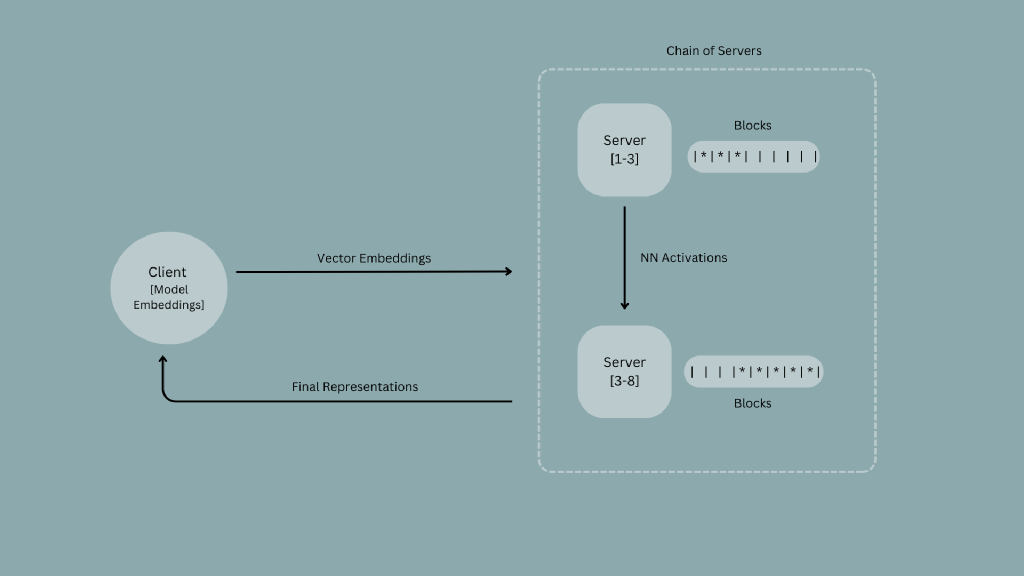 Chain of Servers
Server
[1-3]
Blocks
|*|*|*| | | | | |
Vector Embeddings
NN Activations
Client
[Model
Embeddings]
Server
[3-8]
| | | |*|*|*|*|*|
Final Representations
Blocks